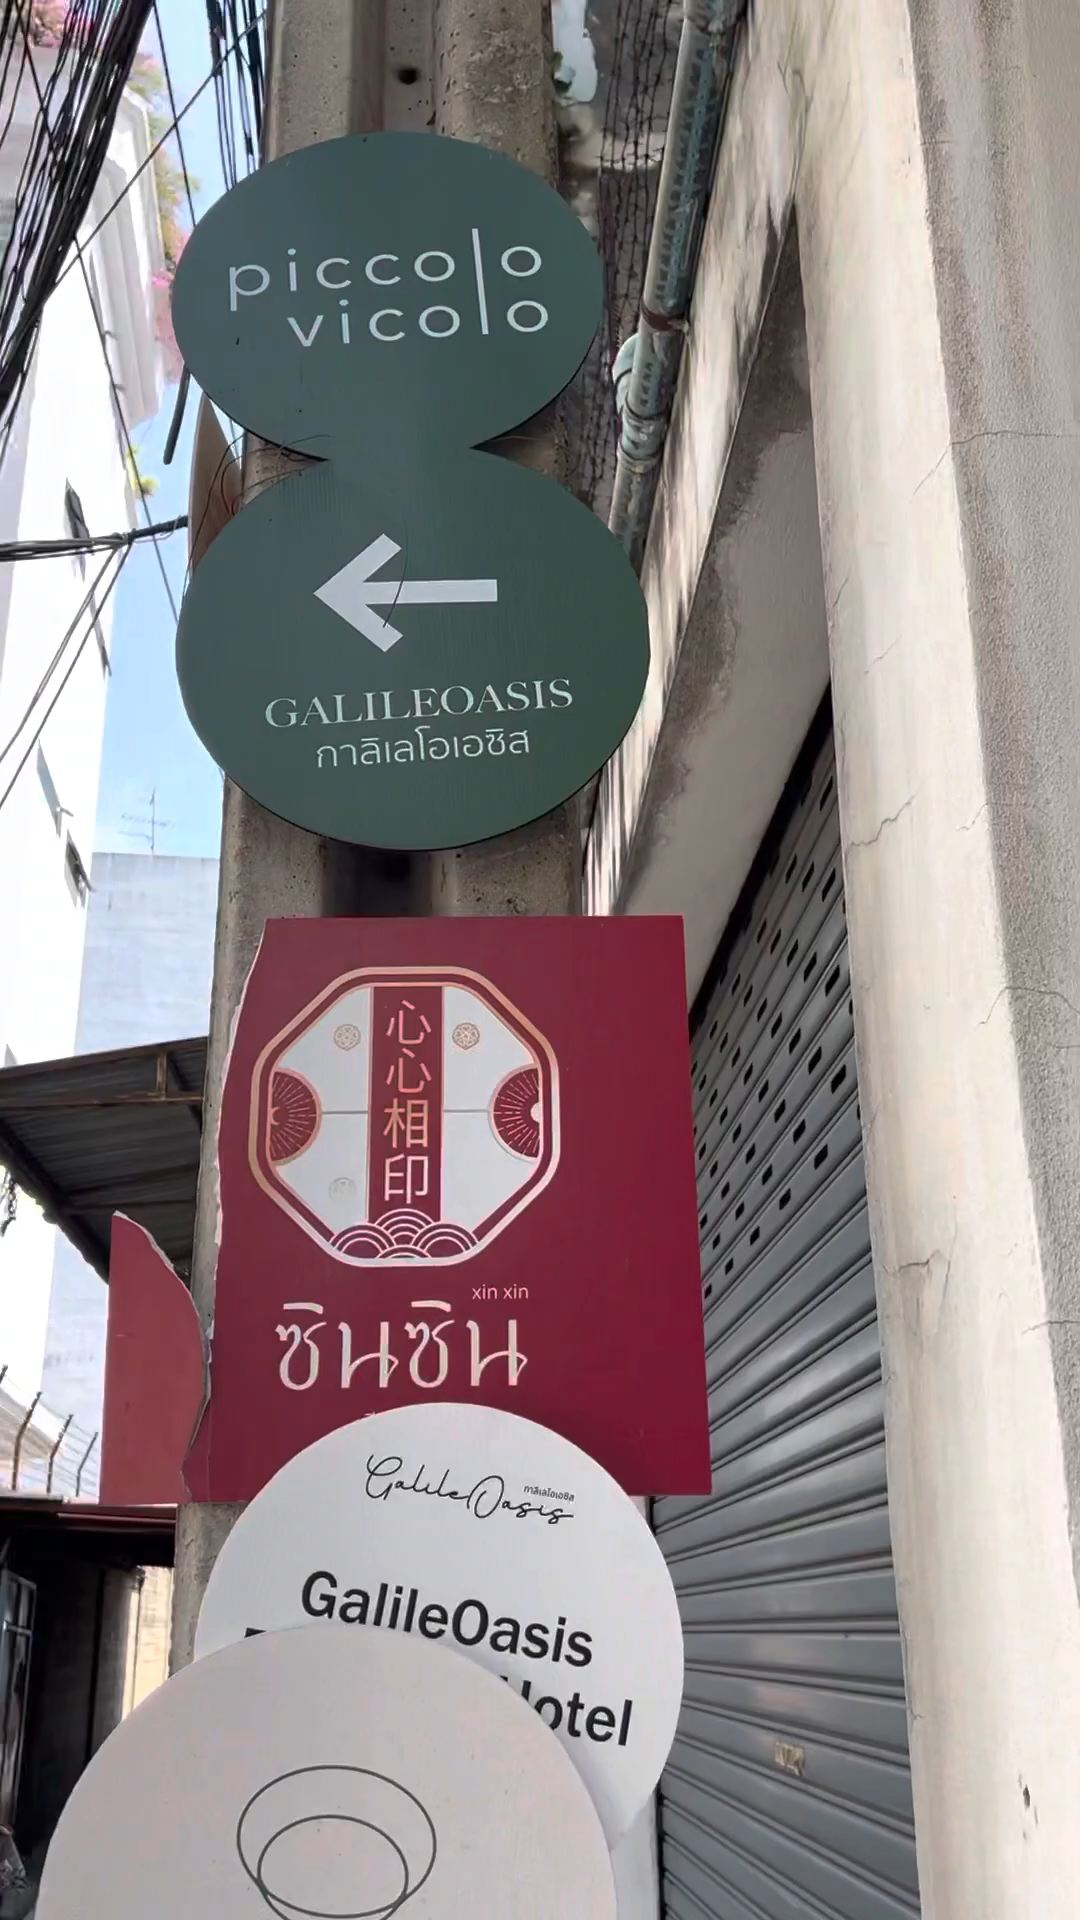 piccolo
vicolo
GALILEOASIS
กาลิเลโอเอซิส
心心相印
xin xin
ซินซิน
GalileOasis
กาลิเลโอเอซิส
GalileOasis
Hotel